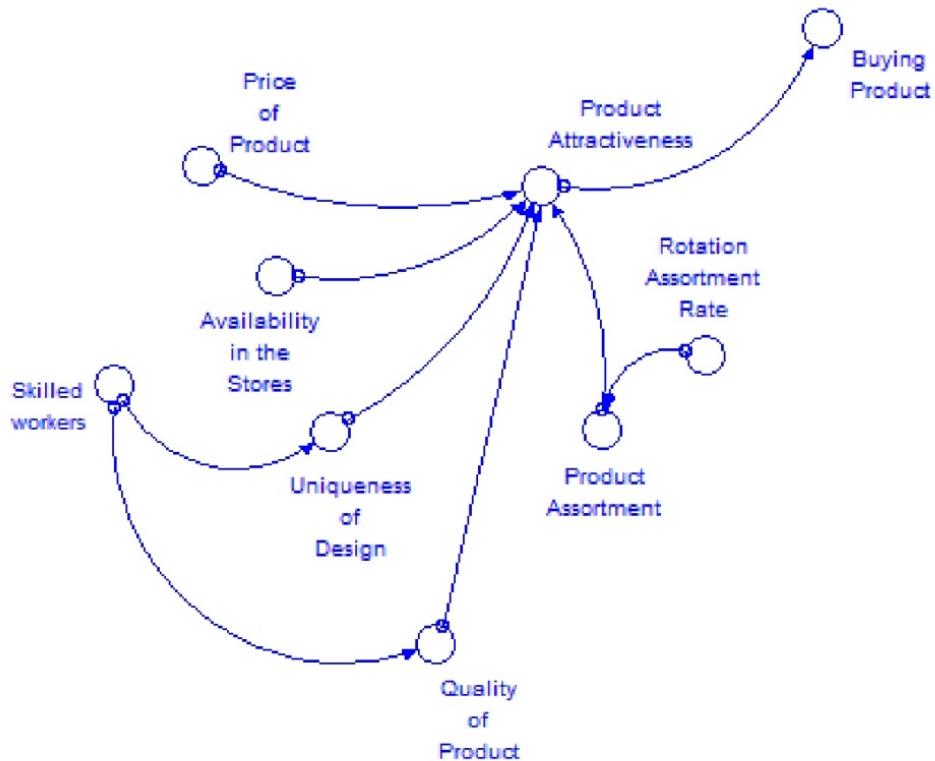 Buying
Product
Price
of
Product
Product
Attractiveness
Rotation
Assortment
Rate
Availability
in the
Stores
Skilled
workers
Uniqueness
of
Design
Product
Assortment
Quality
of
Product